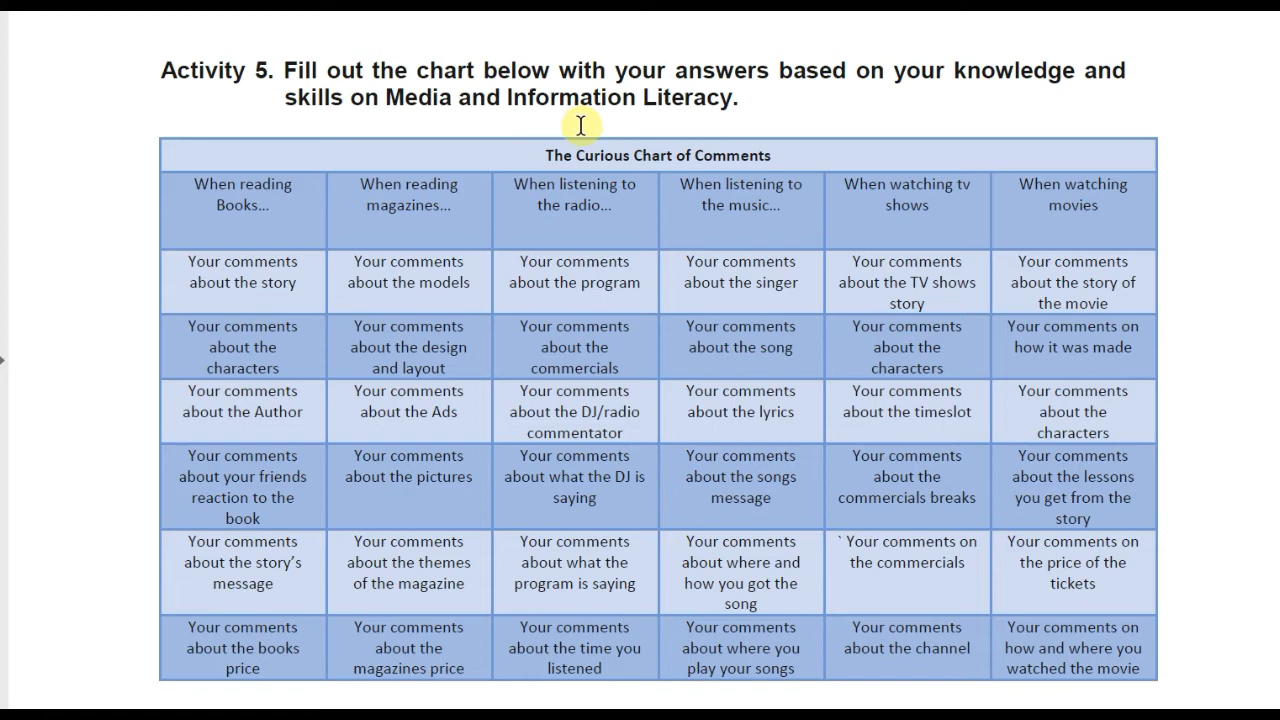 Activity 5. Fill out the chart below with your answers based on your knowledge and
skills on Media and Information Literacy.
The Curious Chart of Comments
When reading
Books...
When reading
magazines...
When listening to
the radio...
When listening to
the music...
When watching tv
shows
When watching
movies
Your comments
about the story
Your comments
about the models
Your comments
about the program
Your comments
about the singer
Your comments
about the TV shows
story
Your comments
about the story of
the movie
Your comments
about the
characters
Your comments
about the design
and layout
Your comments
about the
commercials
Your comments
about the song
Your comments
about the
characters
Your comments on
how it was made
Your comments
about the Author
Your comments
about the Ads
Your comments
about the DJ/radio
commentator
Your comments
about the lyrics
Your comments
about the timeslot
Your comments
about the
characters
Your comments
about your friends
reaction to the
book
Your comments
about the pictures
Your comments
about what the DJ is
saying
Your comments
about the songs
message
Your comments
about the
commercials breaks
Your comments
about the lessons
you get from the
story
Your comments
about the story’s
message
Your comments
about the themes
of the magazine
Your comments
about what the
program is saying
Your comments
about where and
how you got the
song
` Your comments on
the commercials
Your comments on
the price of the
tickets
Your comments
about the books
price
Your comments
about the
magazines price
Your comments
about the time you
listened
Your comments
about where you
play your songs
Your comments
about the channel
Your comments on
how and where you
watched the movie